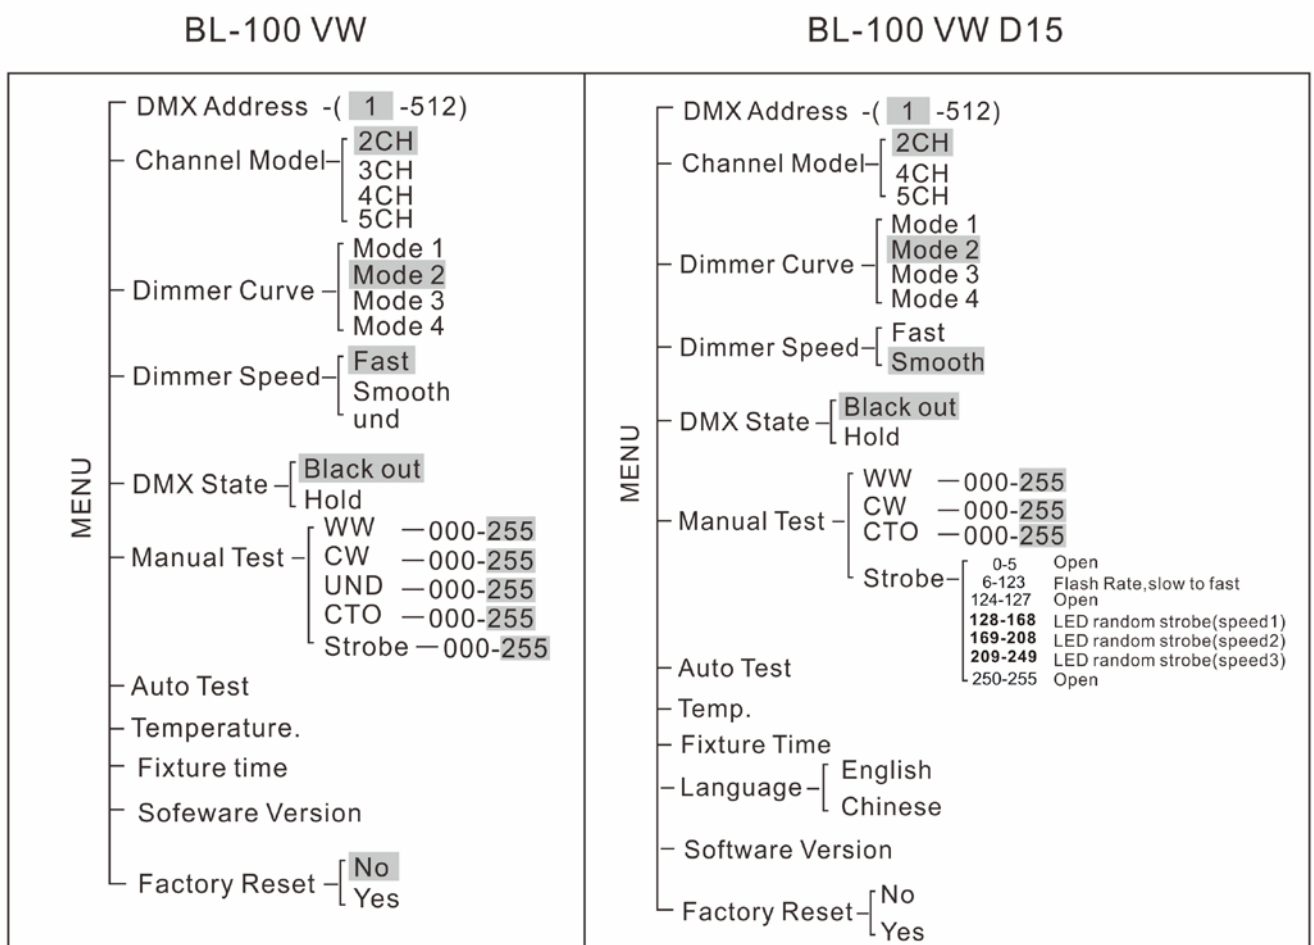 BL-100 VW
MENU
DMX Address -( 1 -512)
Channel Model
2CH
3CH
4CH
5CH
Dimmer Curve
Mode 1
Mode 2
Mode 3
Mode 4
Dimmer Speed
Fast
Smooth
und
DMX State
Black out
Hold
Manual Test
WW —000-255
CW —000-255
UND —000-255
CTO —000-255
Strobe —000-255
Auto Test
Temperature.
Fixture time
Sofeware Version
Factory Reset
No
Yes
BL-100 VW D15
MENU
DMX Address -( 1 -512)
Channel Model
2CH
4CH
5CH
Dimmer Curve
Mode 1
Mode 2
Mode 3
Mode 4
Dimmer Speed
Fast
Smooth
DMX State
Black out
Hold
Manual Test
WW —000-255
CW —000-255
CTO —000-255
Strobe
0-5 Open
6-123 Flash Rate,slow to fast
124-127 Open
128-168 LED random strobe(speed1)
169-208 LED random strobe(speed2)
209-249 LED random strobe(speed3)
250-255 Open
Auto Test
Temp.
Fixture Time
Language
English
Chinese
Software Version
Factory Reset
No
Yes